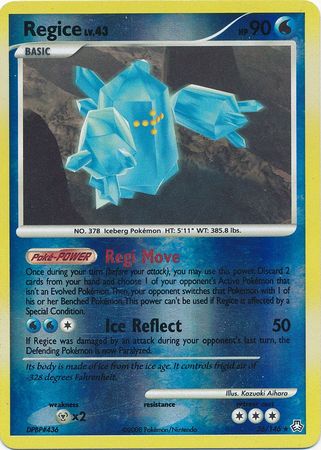 Regice LV.43 HP 90
BASIC
NO. 378 Iceberg Pokémon HT: 5'11" WT: 385.8 lbs.
Poké-POWER Regi Move
Once during your turn (before your attack), you may use this power. Discard 2
cards from your hand and choose 1 of your opponent's Active Pokémon that
isn't an Evolved Pokémon. Then, your opponent switches that Pokémon with 1 of
his or her Benched Pokémon. This power can't be used if Regice is affected by a
Special Condition.
Ice Reflect 50
If Regice was damaged by an attack during your opponent's last turn, the
Defending Pokémon is now Paralyzed.
Its body is made of ice from the ice age. It controls frigid air of
-328 degrees Fahrenheit.
Illus. Kazuaki Aihara
weakness resistance retreat cost
x2
DPBP#436 ©2008 Pokémon/Nintendo 36/146 ★